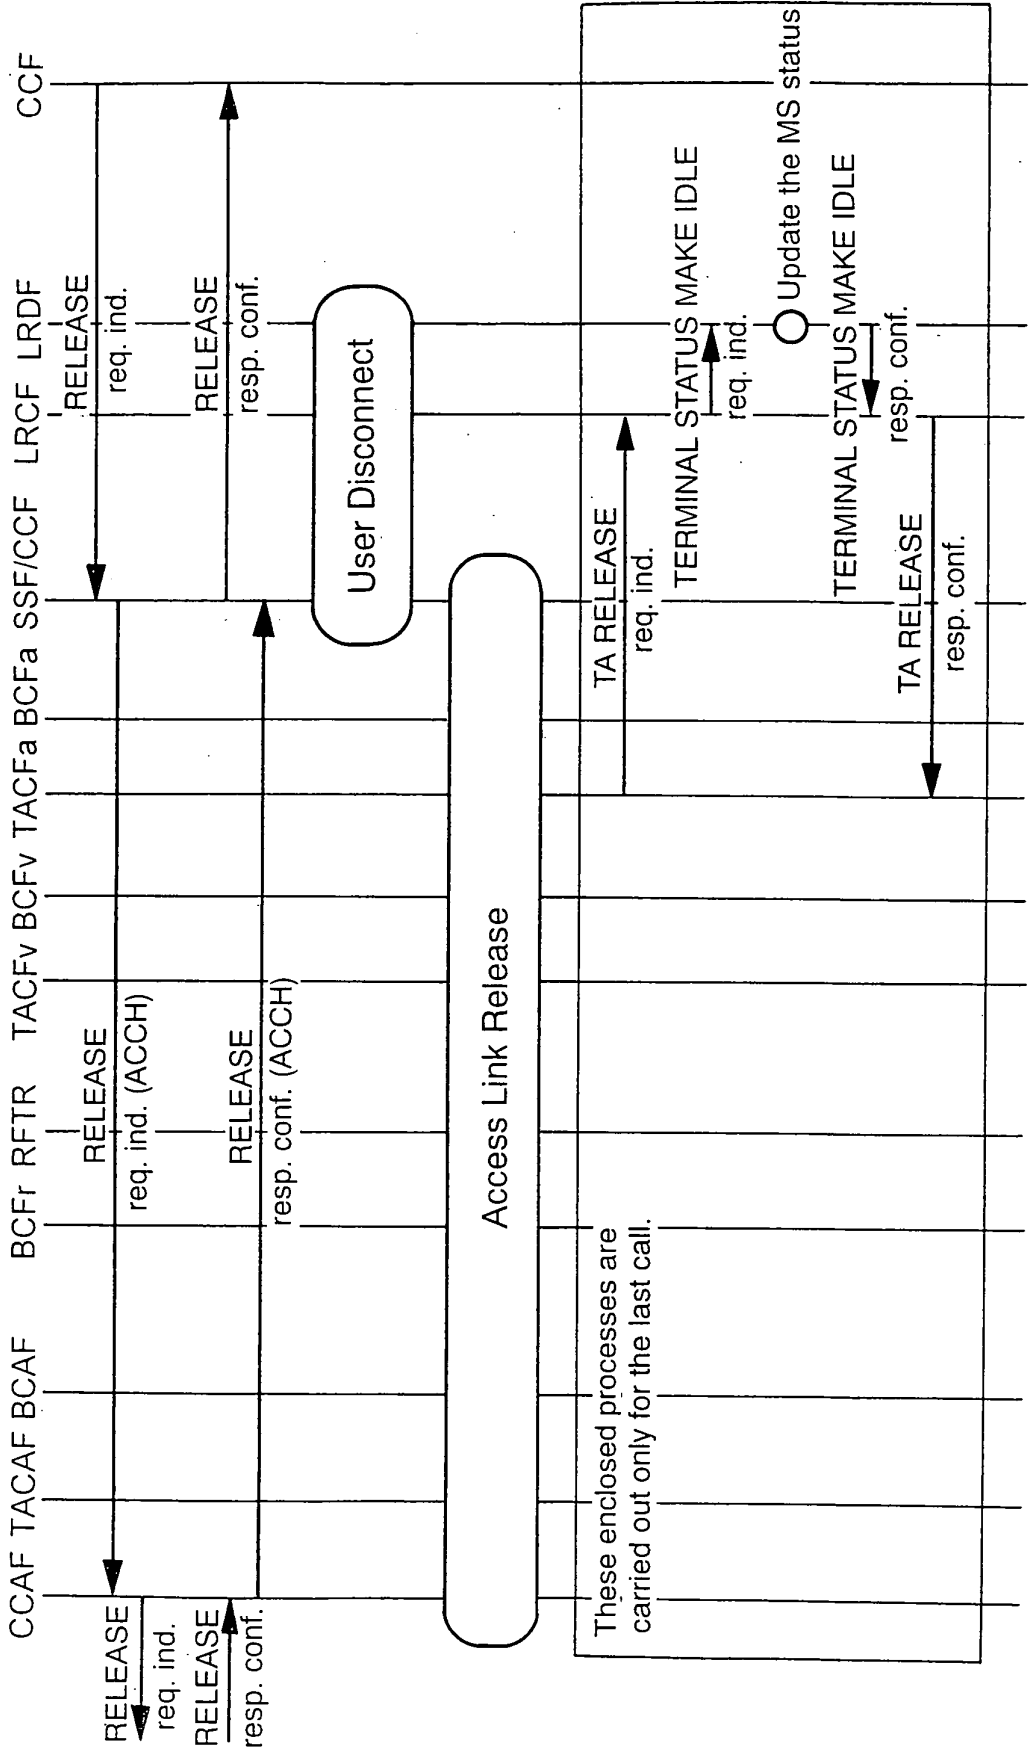 CCAF TACAF BCAF BCFr RFTR TACFv BCFv TACFa BCFa SSF/CCF LRCF LRDF CCF
RELEASE
req. ind.
RELEASE
req. ind. (ACCH)
RELEASE
req. ind.
RELEASE
resp. conf.
RELEASE
resp. conf. (ACCH)
RELEASE
resp. conf.
User Disconnect
Access Link Release
These enclosed processes are
carried out only for the last call.
TA RELEASE
req. ind.
TERMINAL STATUS MAKE IDLE
req. ind.
Update the MS status
TERMINAL STATUS MAKE IDLE
resp. conf.
TA RELEASE
resp. conf.